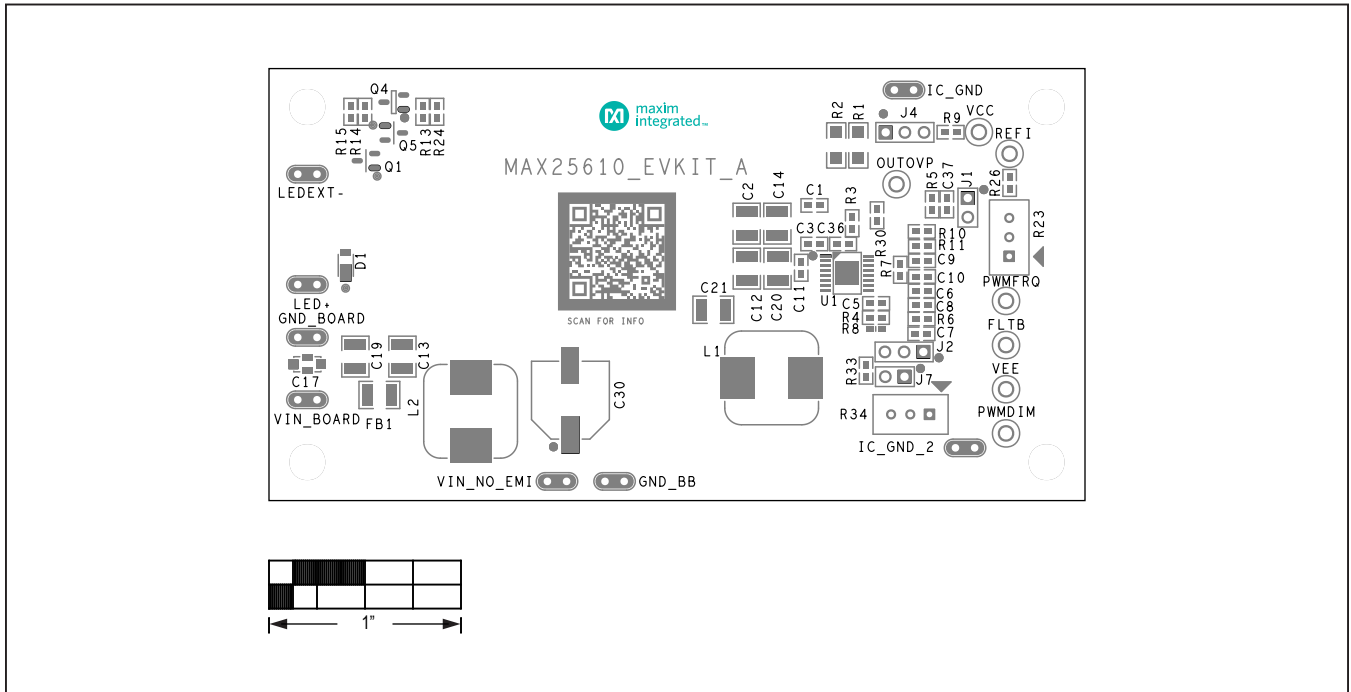 Q4
R15
R14
Q5
R13
R24
Q1
LEDEXT-
maxim
integrated™
MAX25610_EVKIT_A
SCAN FOR INFO
R2
R1
IC_GND
J4
R9
VCC
REFI
OUTOVP
R5
C37
J1
R26
R23
C2
C14
C1
R3
C3
C36
R30
R10
R11
C9
R7
C10
C6
C8
R6
C7
C11
U1
C5
R4
R8
C12
C20
C21
PWMFRQ
FLTB
VEE
PWMDIM
J2
J7
R33
R34
IC_GND_2
L1
D1
LED+
GND_BOARD
C17
C19
C13
VIN_BOARD
FB1
L2
C30
VIN_NO_EMI
GND_BB
1”